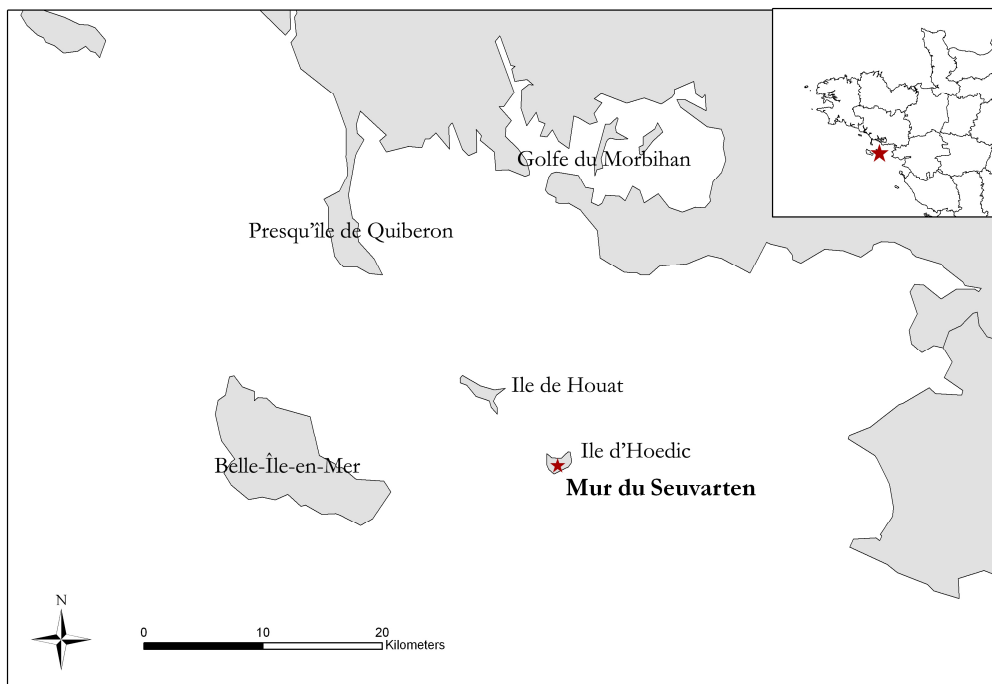 Golfe du Morbihan
Presqu'île de Quiberon
Ile de Houat
Ile d'Hoedic
Belle-Île-en-Mer
Mur du Seuvarten
N
0 10 20
Kilometers